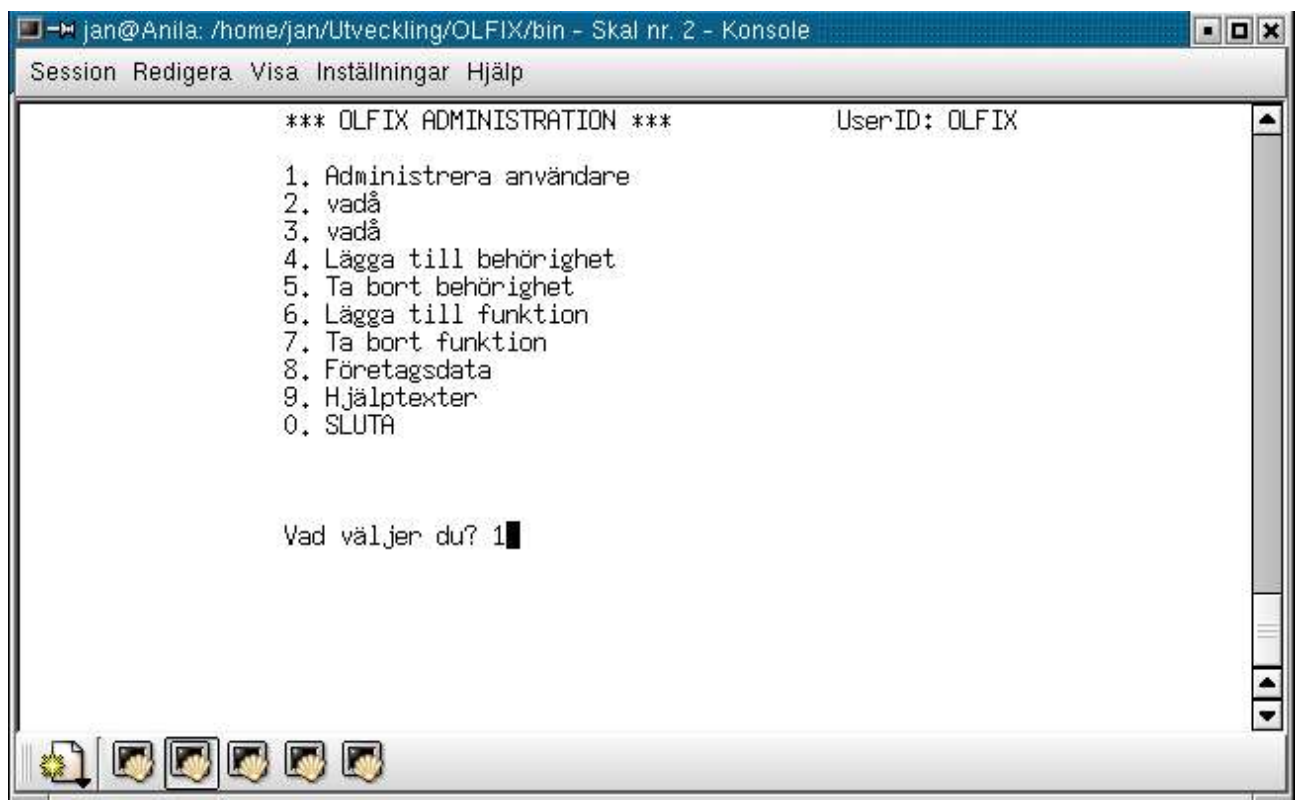 jan@Anila: /home/jan/Utveckling/OLFIX/bin - Skal nr. 2 - Konsole
Session Redigera Visa Inställningar Hjälp
*** OLFIX ADMINISTRATION *** UserID: OLFIX
1. Administrera användare
2. vadå
3. vadå
4. Lägga till behörighet
5. Ta bort behörighet
6. Lägga till funktion
7. Ta bort funktion
8. Företagsdata
9. Hjälptexter
0. SLUTA
Vad väljer du? 1